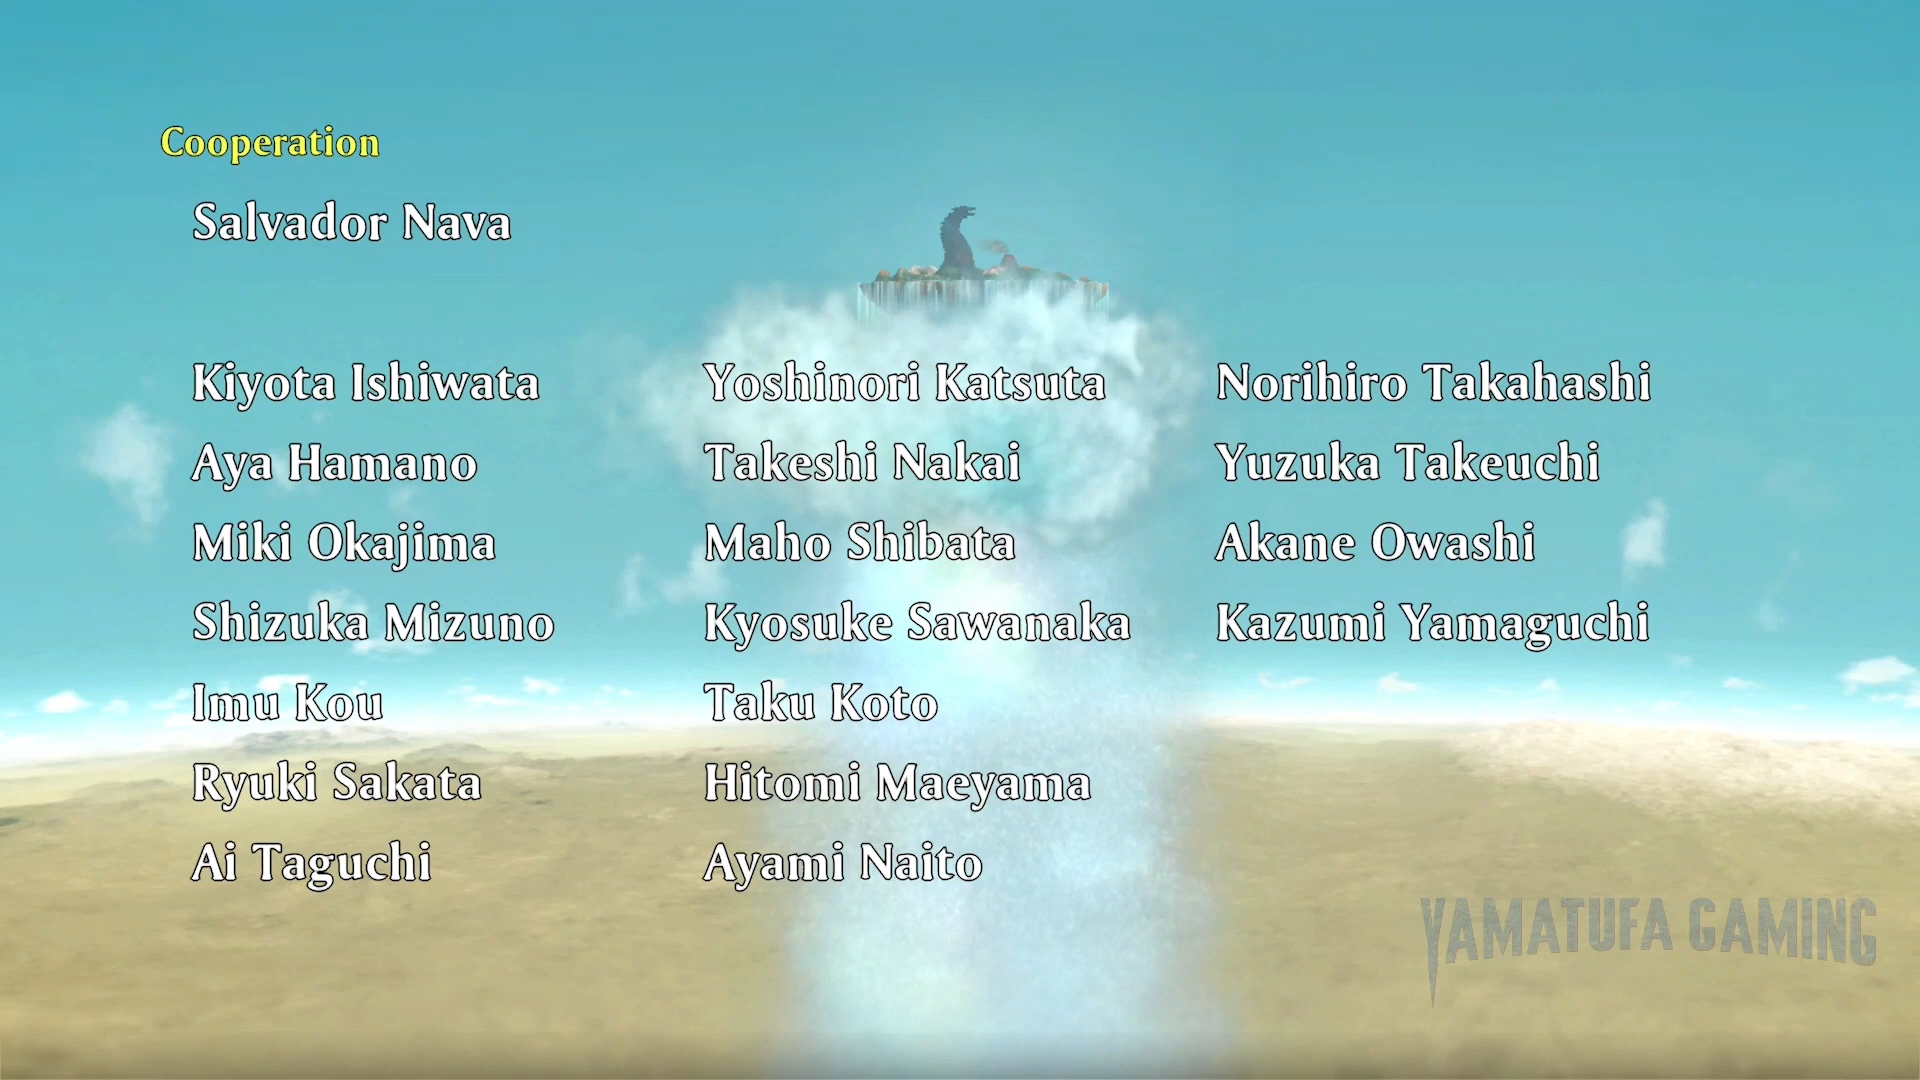 Cooperation
Salvador Nava
Kiyota Ishiwata Yoshinori Katsuta Norihiro Takahashi
Aya Hamano Takeshi Nakai Yuzuka Takeuchi
Miki Okajima Maho Shibata Akane Owashi
Shizuka Mizuno Kyosuke Sawanaka Kazumi Yamaguchi
Imu Kou Taku Koto
Ryuki Sakata Hitomi Maeyama
Ai Taguchi Ayami Naito
YAMATUFA GAMING